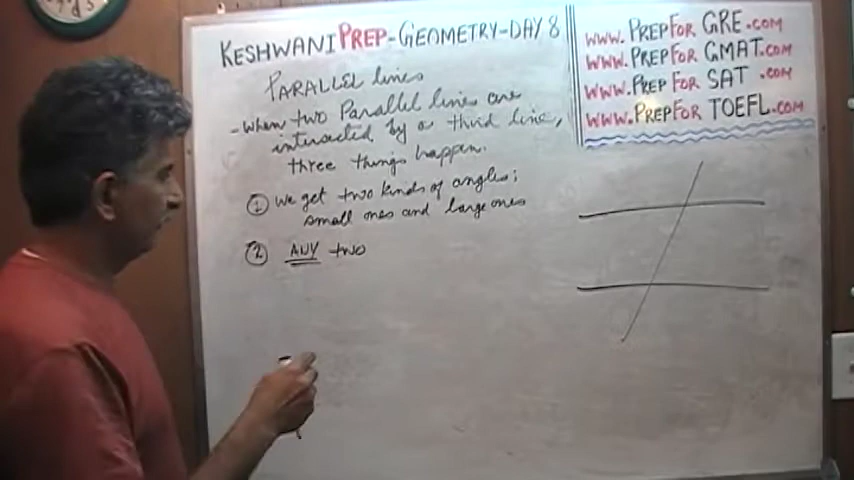 KESHWANI PREP-GEOMETRY-DAY 8
PARALLEL lines
- When two Parallel lines are
intersected by a third line,
three things happen.
① We get two kinds of angles;
small ones and large ones
② ANY two
www.PREPFOR GRE.COM
www.PREPFOR GMAT.COM
www.PREP FOR SAT .COM
www.PREPFOR TOEFL.COM